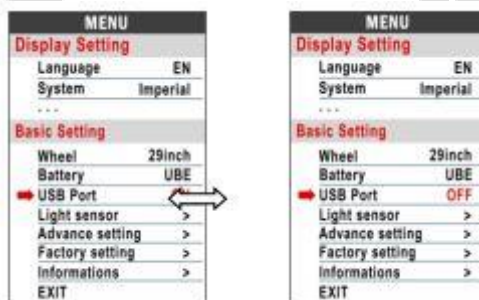 MENU
Display Setting
Language EN
System Imperial
- - -
Basic Setting
Wheel 29inch
Battery UBE
USB Port
Light sensor >
Advance setting >
Factory setting >
Informations >
EXIT
MENU
Display Setting
Language EN
System Imperial
- - -
Basic Setting
Wheel 29inch
Battery UBE
USB Port OFF
Light sensor >
Advance setting >
Factory setting >
Informations >
EXIT